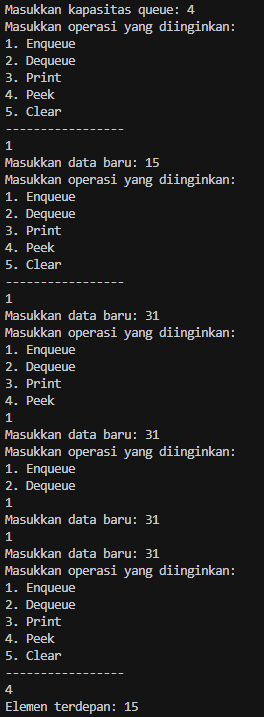 Masukkan kapasitas queue: 4
Masukkan operasi yang diinginkan:
1. Enqueue
2. Dequeue
3. Print
4. Peek
5. Clear
-----------------
1
Masukkan data baru: 15
Masukkan operasi yang diinginkan:
1. Enqueue
2. Dequeue
3. Print
4. Peek
5. Clear
-----------------
1
Masukkan data baru: 31
Masukkan operasi yang diinginkan:
1. Enqueue
2. Dequeue
3. Print
4. Peek
1
Masukkan data baru: 31
Masukkan operasi yang diinginkan:
1. Enqueue
2. Dequeue
1
Masukkan data baru: 31
1
Masukkan data baru: 31
Masukkan operasi yang diinginkan:
1. Enqueue
2. Dequeue
3. Print
4. Peek
5. Clear
-----------------
4
Elemen terdepan: 15